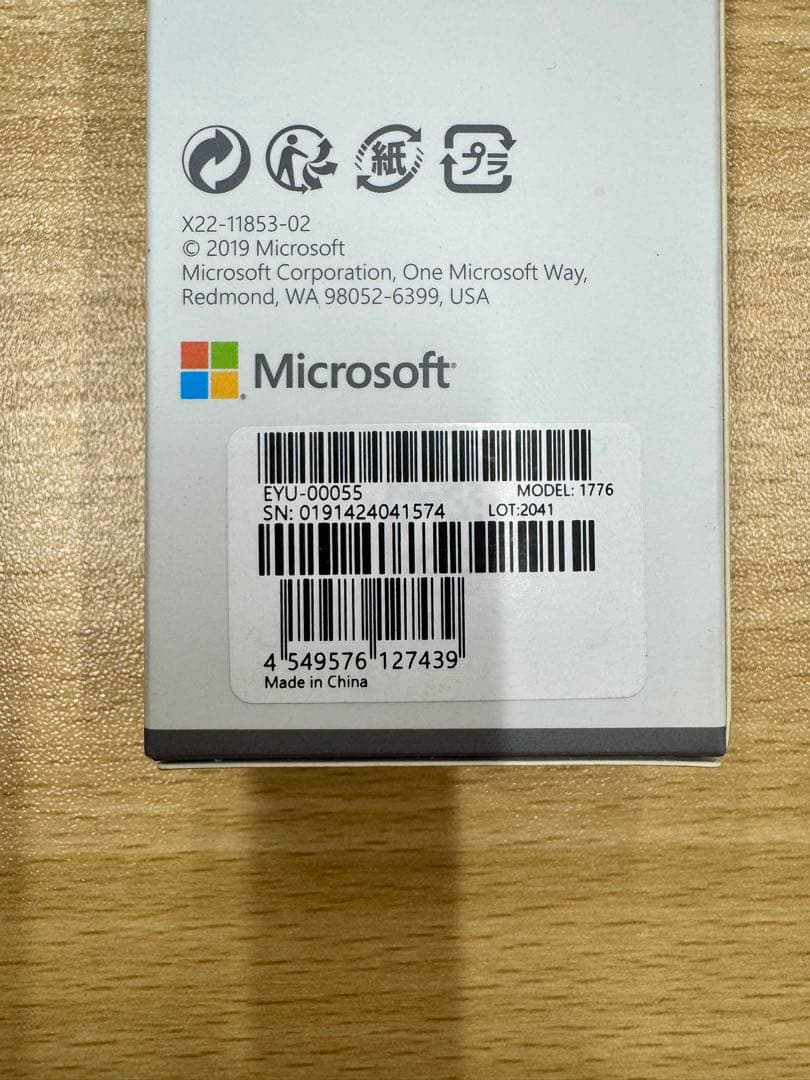 紙
プラ
X22-11853-02
© 2019 Microsoft
Microsoft Corporation, One Microsoft Way,
Redmond, WA 98052-6399, USA
Microsoft
EYU-00055 MODEL: 1776
SN: 0191424041574 LOT:2041
4 549576 127439
Made in China